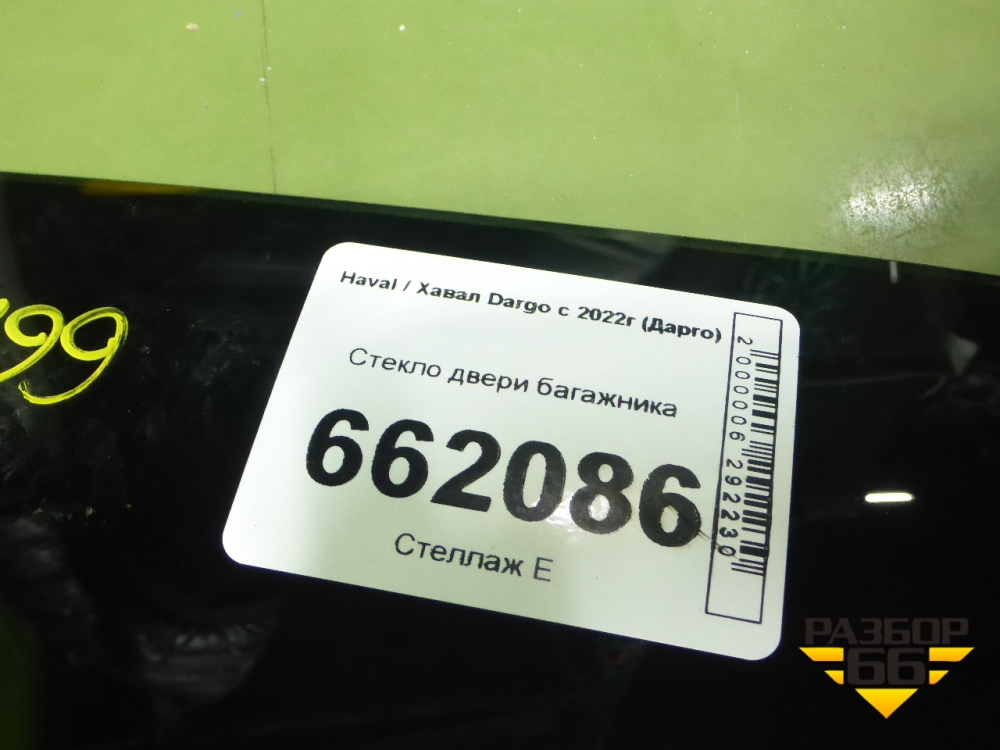 Haval / Хавал Dargo с 2022г (Дарго)
Стекло двери багажника
662086
Стеллаж Е
2 000006 292230
99
РАЗБОР
66